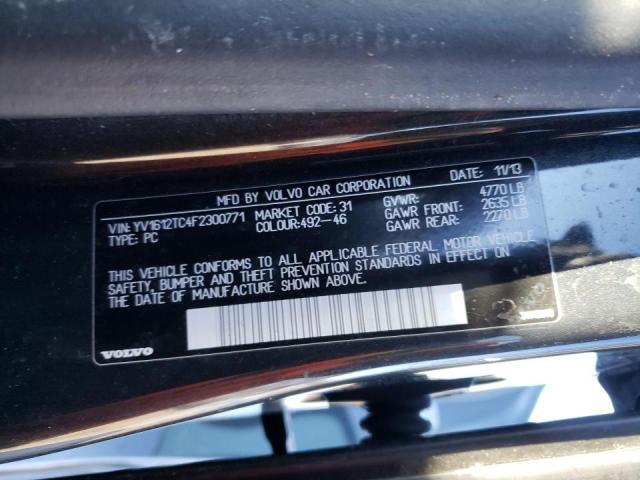 MFD BY VOLVO CAR CORPORATION DATE: 11/13
VIN: YV1612TC4F2300771 MARKET CODE: 31 GVWR: 4770 LB
TYPE: PC COLOUR:492-46 GAWR FRONT: 2635 LB
GAWR REAR: 2270 LB
THIS VEHICLE CONFORMS TO ALL APPLICABLE FEDERAL MOTOR VEHICLE
SAFETY, BUMPER AND THEFT PREVENTION STANDARDS IN EFFECT ON
THE DATE OF MANUFACTURE SHOWN ABOVE.
VOLVO